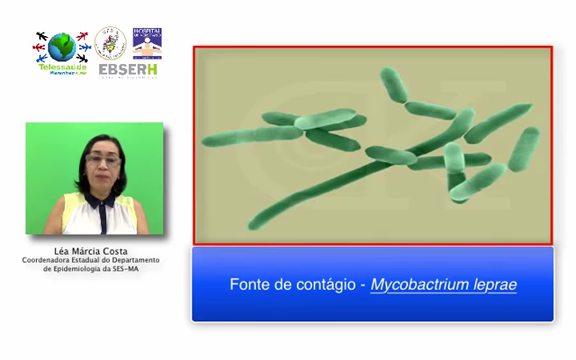 Telessaúde
HOSPITAL
EBSERH
Léa Márcia Costa
Coordenadora Estadual do Departamento
de Epidemiologia da SES-MA
Fonte de contágio - Mycobactrium leprae